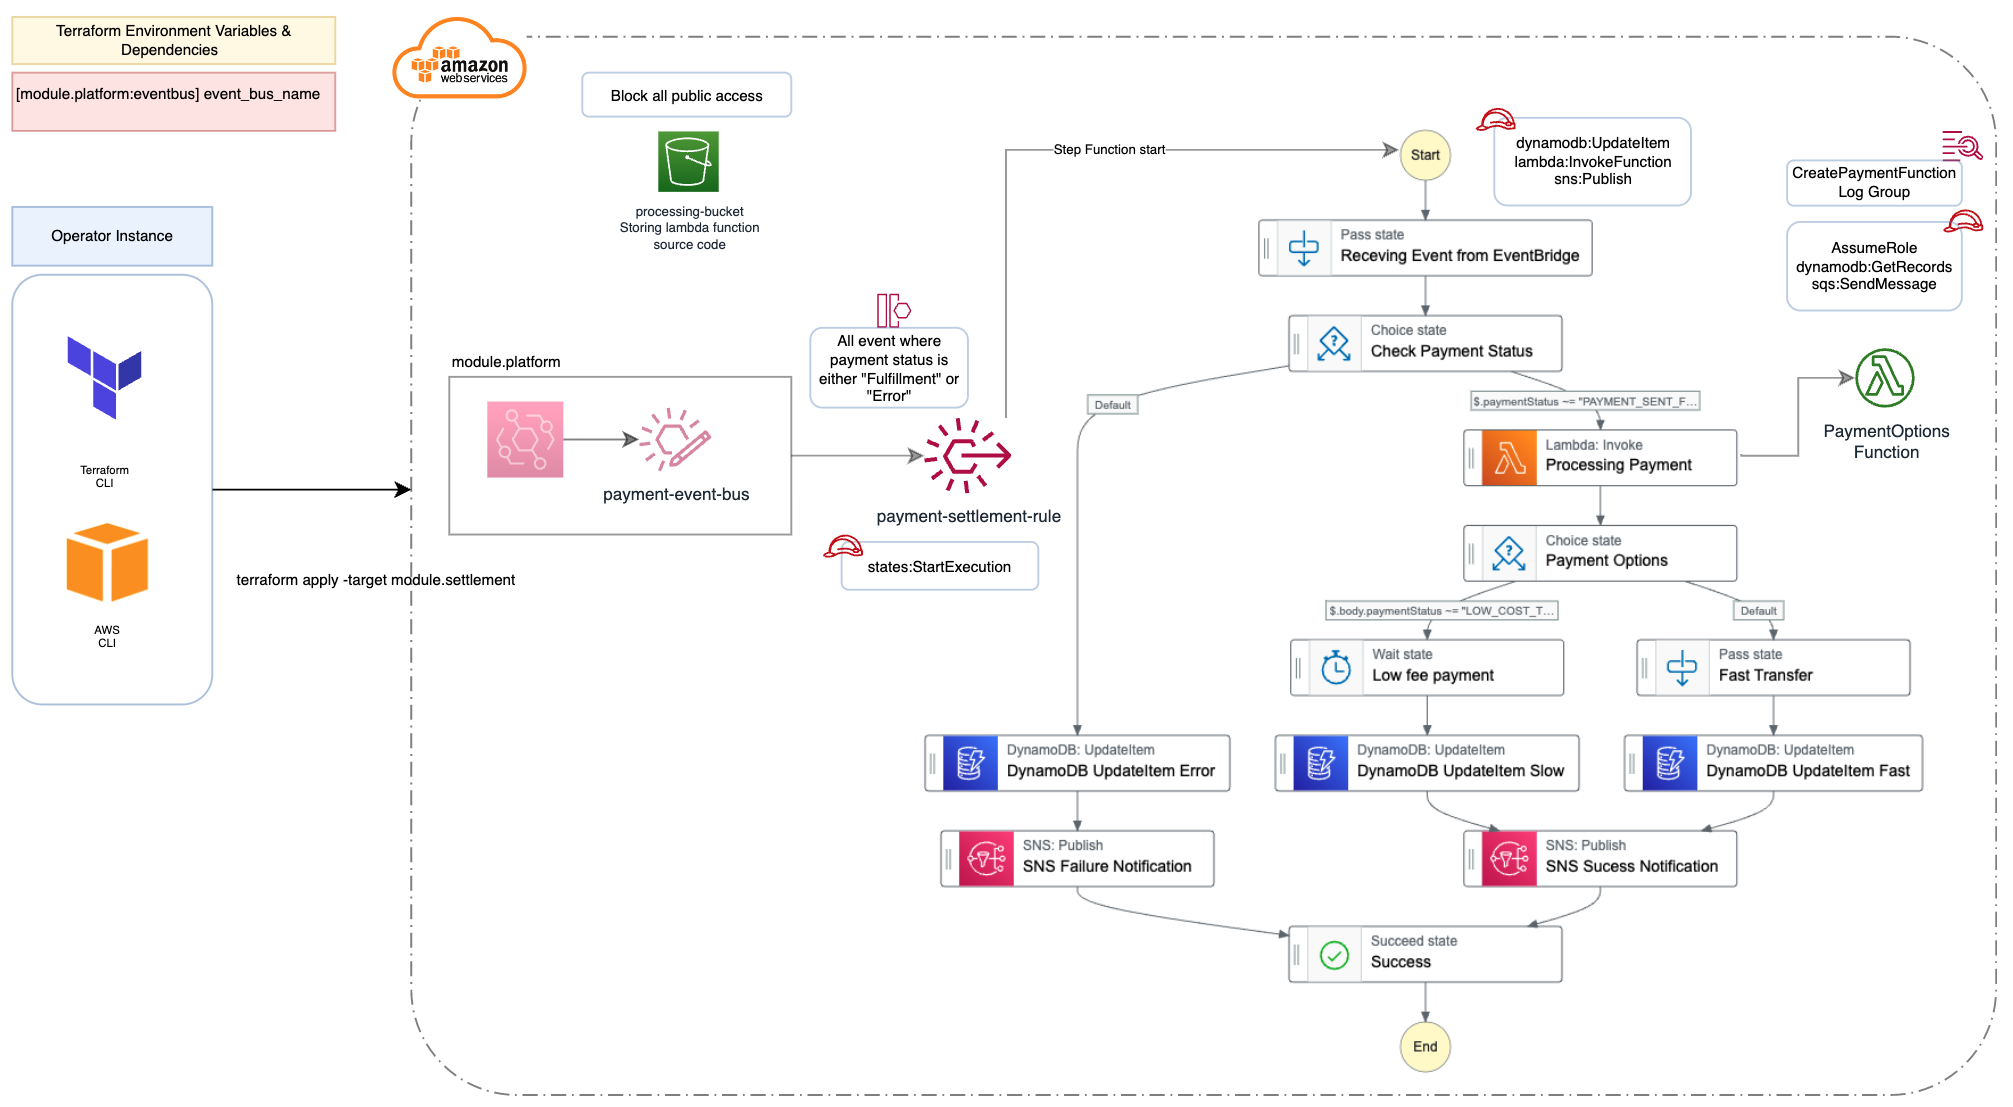 Terraform Environment Variables &
Dependencies
[module.platform:eventbus] event_bus_name
Operator Instance
Terraform
CLI
AWS
CLI
terraform apply -target module.settlement
amazon
webservices
Block all public access
processing-bucket
Storing lambda function
source code
module.platform
payment-event-bus
All event where
payment status is
either "Fulfillment" or
"Error"
payment-settlement-rule
states:StartExecution
Step Function start
Start
dynamodb:UpdateItem
lambda:InvokeFunction
sns:Publish
CreatePaymentFunction
Log Group
AssumeRole
dynamodb:GetRecords
sqs:SendMessage
Pass state
Receving Event from EventBridge
Choice state
Check Payment Status
Default
$.paymentStatus ~= "PAYMENT_SENT_F...
Lambda: Invoke
Processing Payment
PaymentOptions
Function
Choice state
Payment Options
$.body.paymentStatus ~= "LOW_COST_T...
Default
Wait state
Low fee payment
Pass state
Fast Transfer
DynamoDB: UpdateItem
DynamoDB UpdateItem Error
DynamoDB: UpdateItem
DynamoDB UpdateItem Slow
DynamoDB: UpdateItem
DynamoDB UpdateItem Fast
SNS: Publish
SNS Failure Notification
SNS: Publish
SNS Sucess Notification
Succeed state
Success
End